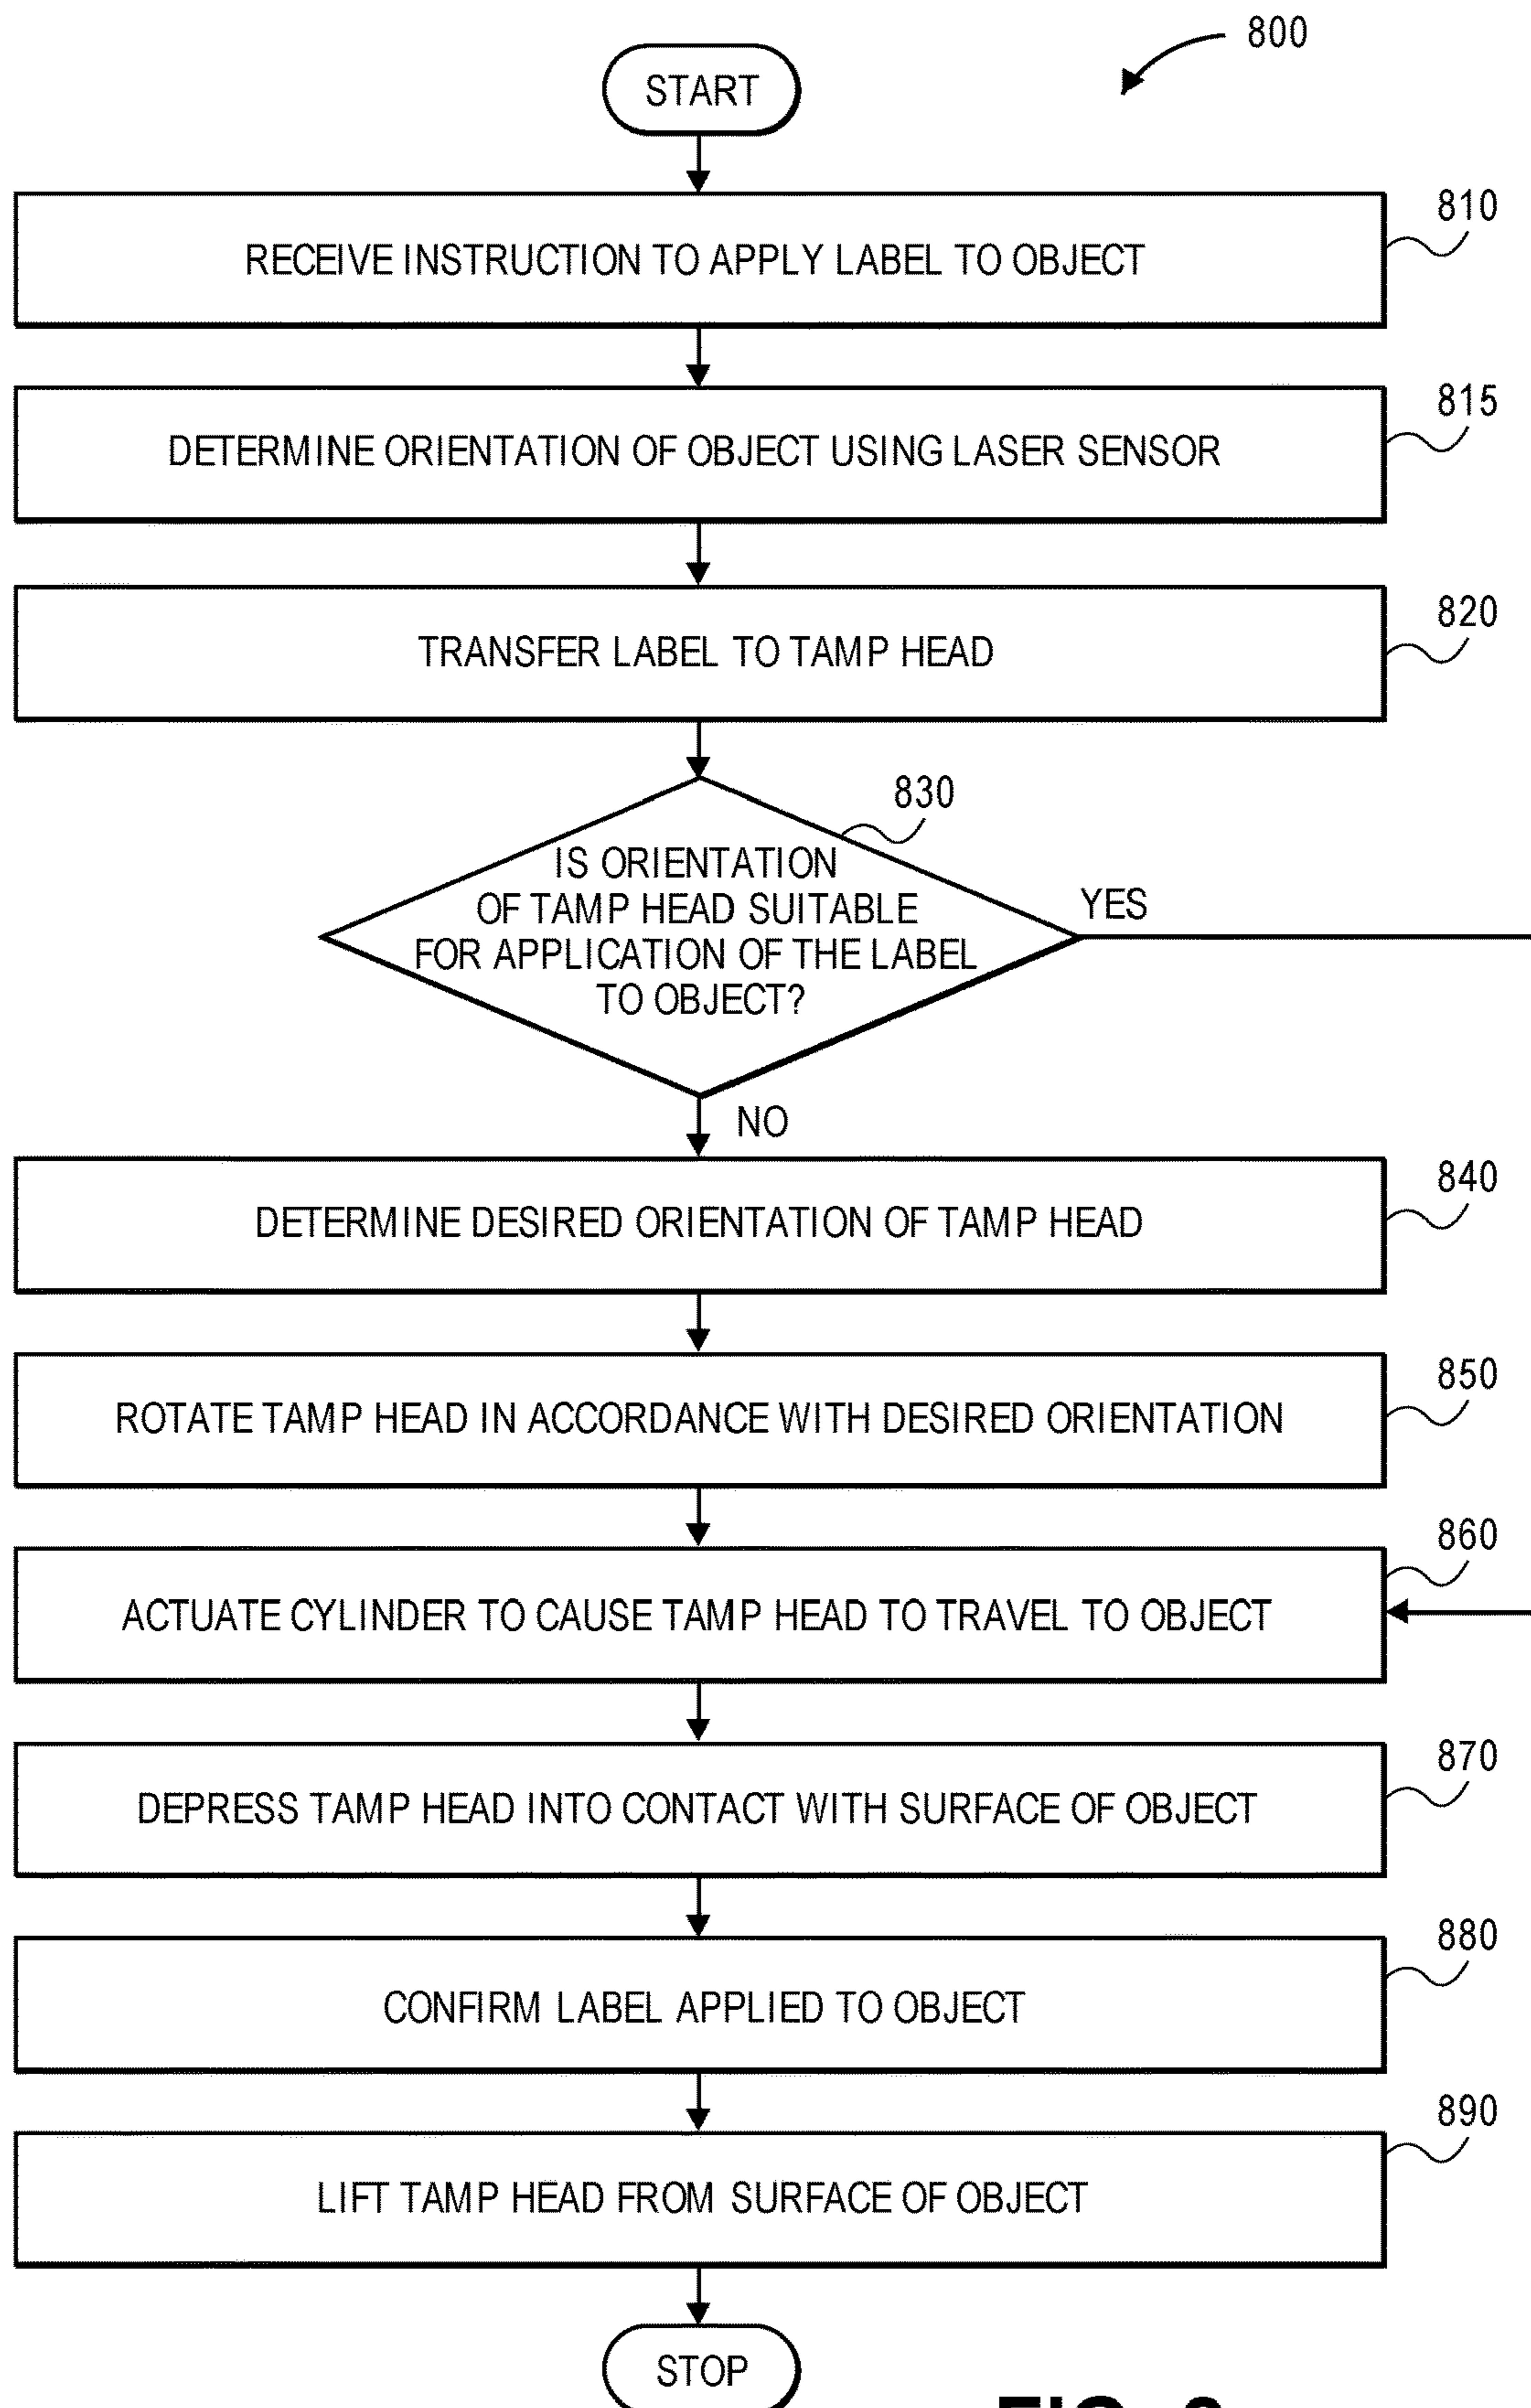 800
START
810
RECEIVE INSTRUCTION TO APPLY LABEL TO OBJECT
815
DETERMINE ORIENTATION OF OBJECT USING LASER SENSOR
820
TRANSFER LABEL TO TAMP HEAD
830
IS ORIENTATION
OF TAMP HEAD SUITABLE
FOR APPLICATION OF THE LABEL
TO OBJECT?
YES
NO
840
DETERMINE DESIRED ORIENTATION OF TAMP HEAD
850
ROTATE TAMP HEAD IN ACCORDANCE WITH DESIRED ORIENTATION
860
ACTUATE CYLINDER TO CAUSE TAMP HEAD TO TRAVEL TO OBJECT
870
DEPRESS TAMP HEAD INTO CONTACT WITH SURFACE OF OBJECT
880
CONFIRM LABEL APPLIED TO OBJECT
890
LIFT TAMP HEAD FROM SURFACE OF OBJECT
STOP
FIG.